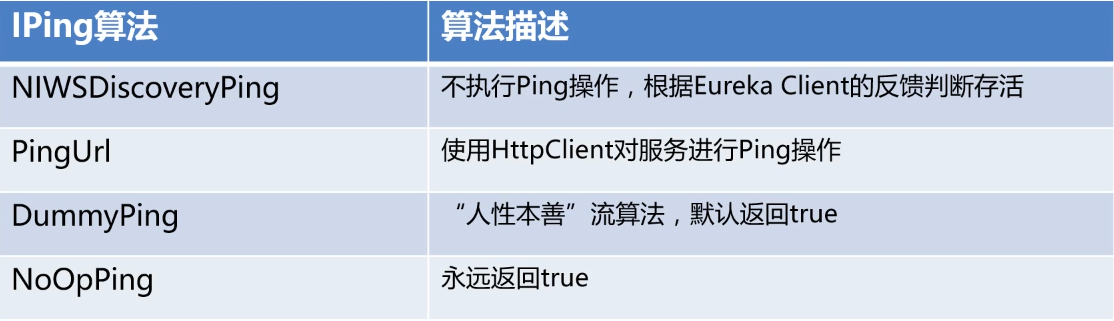 IPing算法 算法描述
NIWSDiscoveryPing 不执行Ping操作，根据Eureka Client的反馈判断存活
PingUrl 使用HttpClient对服务进行Ping操作
DummyPing “人性本善”流算法，默认返回true
NoOpPing 永远返回true